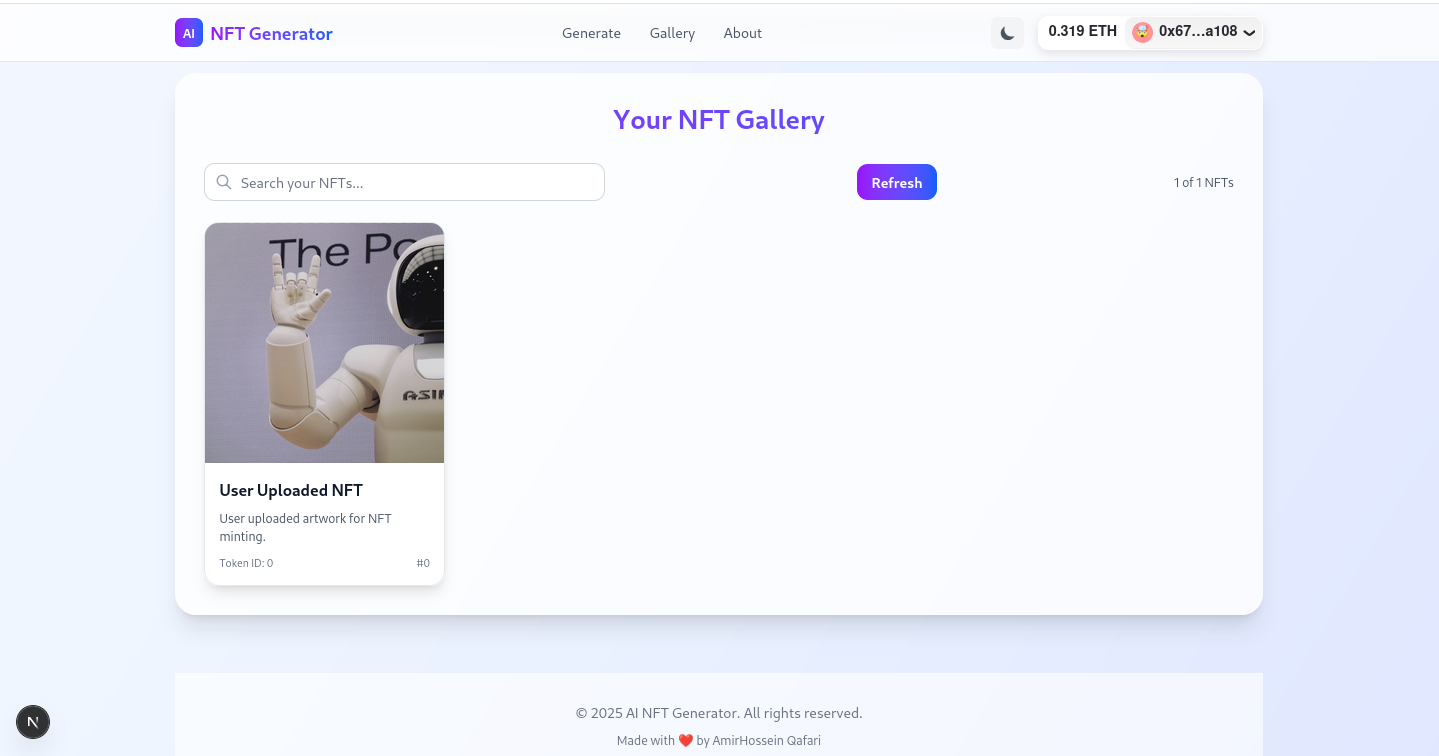 AI NFT Generator
Generate
Gallery
About
0.319 ETH
0x67...a108
Your NFT Gallery
Search your NFTs...
Refresh
1 of 1 NFTs
The Po
ASIM
User Uploaded NFT
User uploaded artwork for NFT
minting.
Token ID: 0
#0
© 2025 AI NFT Generator. All rights reserved.
Made with ❤️ by AmirHossein Qafari
N